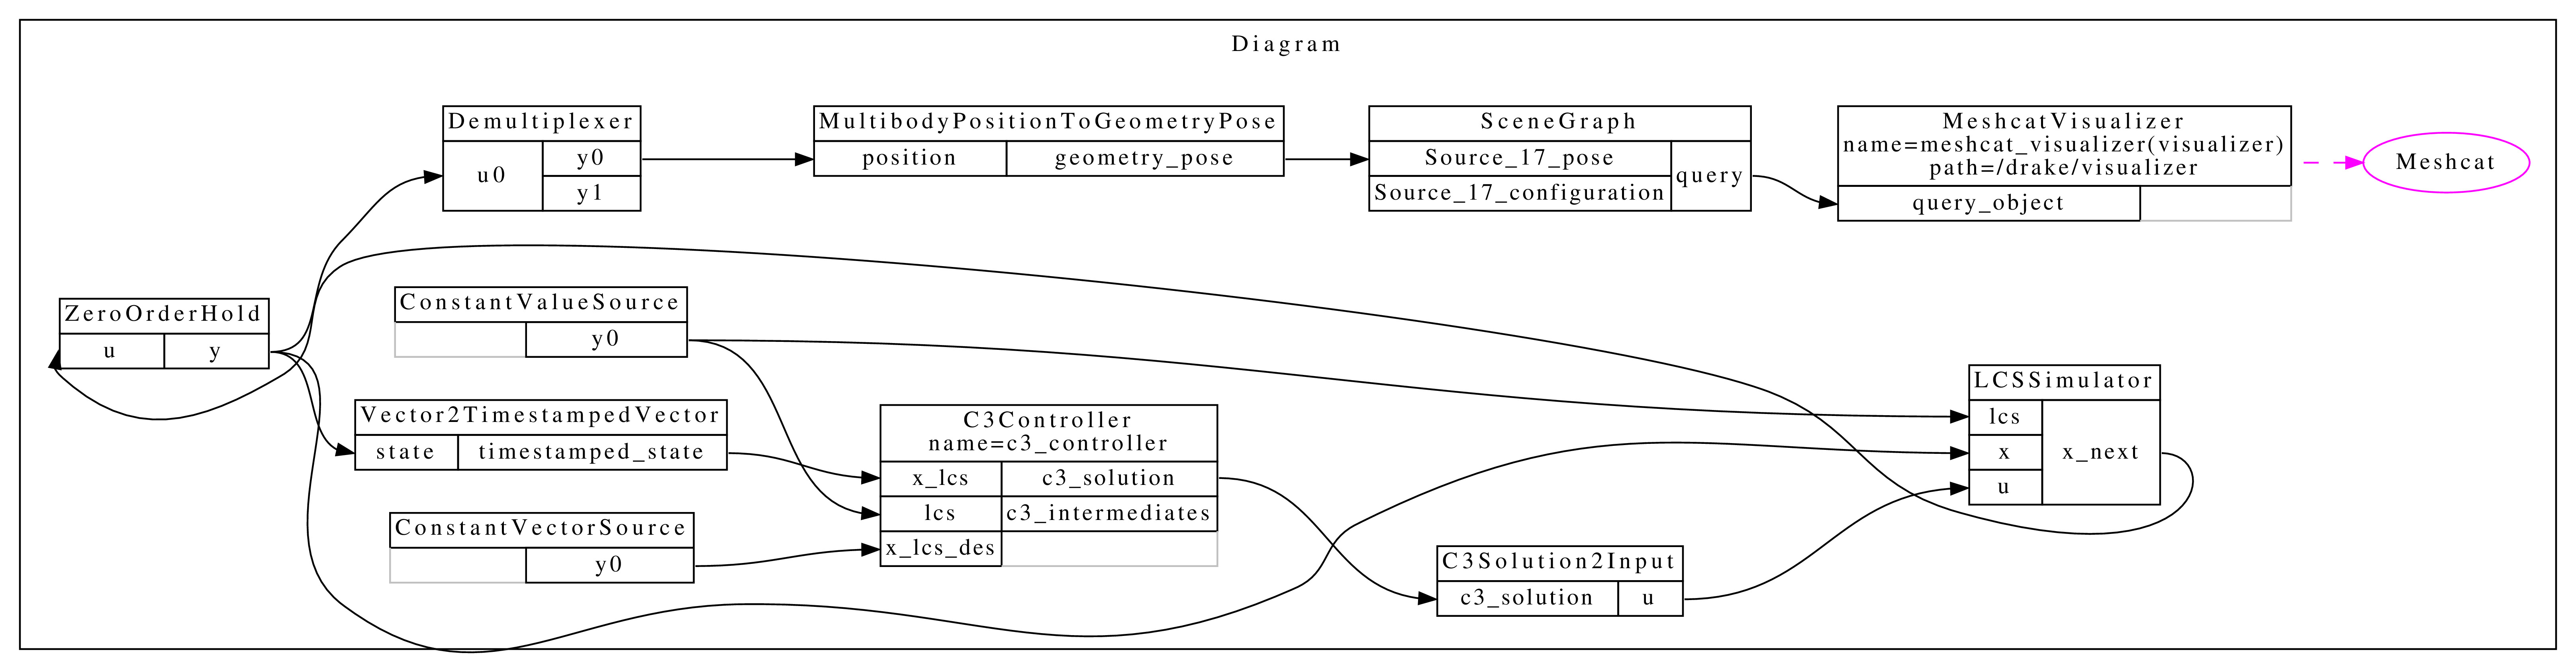 Diagram
Demultiplexer
u0
y0
y1
MultibodyPositionToGeometryPose
position
geometry_pose
SceneGraph
Source_17_pose
Source_17_configuration
query
MeshcatVisualizer
name=meshcat_visualizer(visualizer)
path=/drake/visualizer
query_object
Meshcat
ZeroOrderHold
u
y
ConstantValueSource
y0
Vector2TimestampedVector
state
timestamped_state
ConstantVectorSource
y0
C3Controller
name=c3_controller
x_lcs
c3_solution
lcs
c3_intermediates
x_lcs_des
C3Solution2Input
c3_solution
u
LCSSimulator
lcs
x
u
x_next